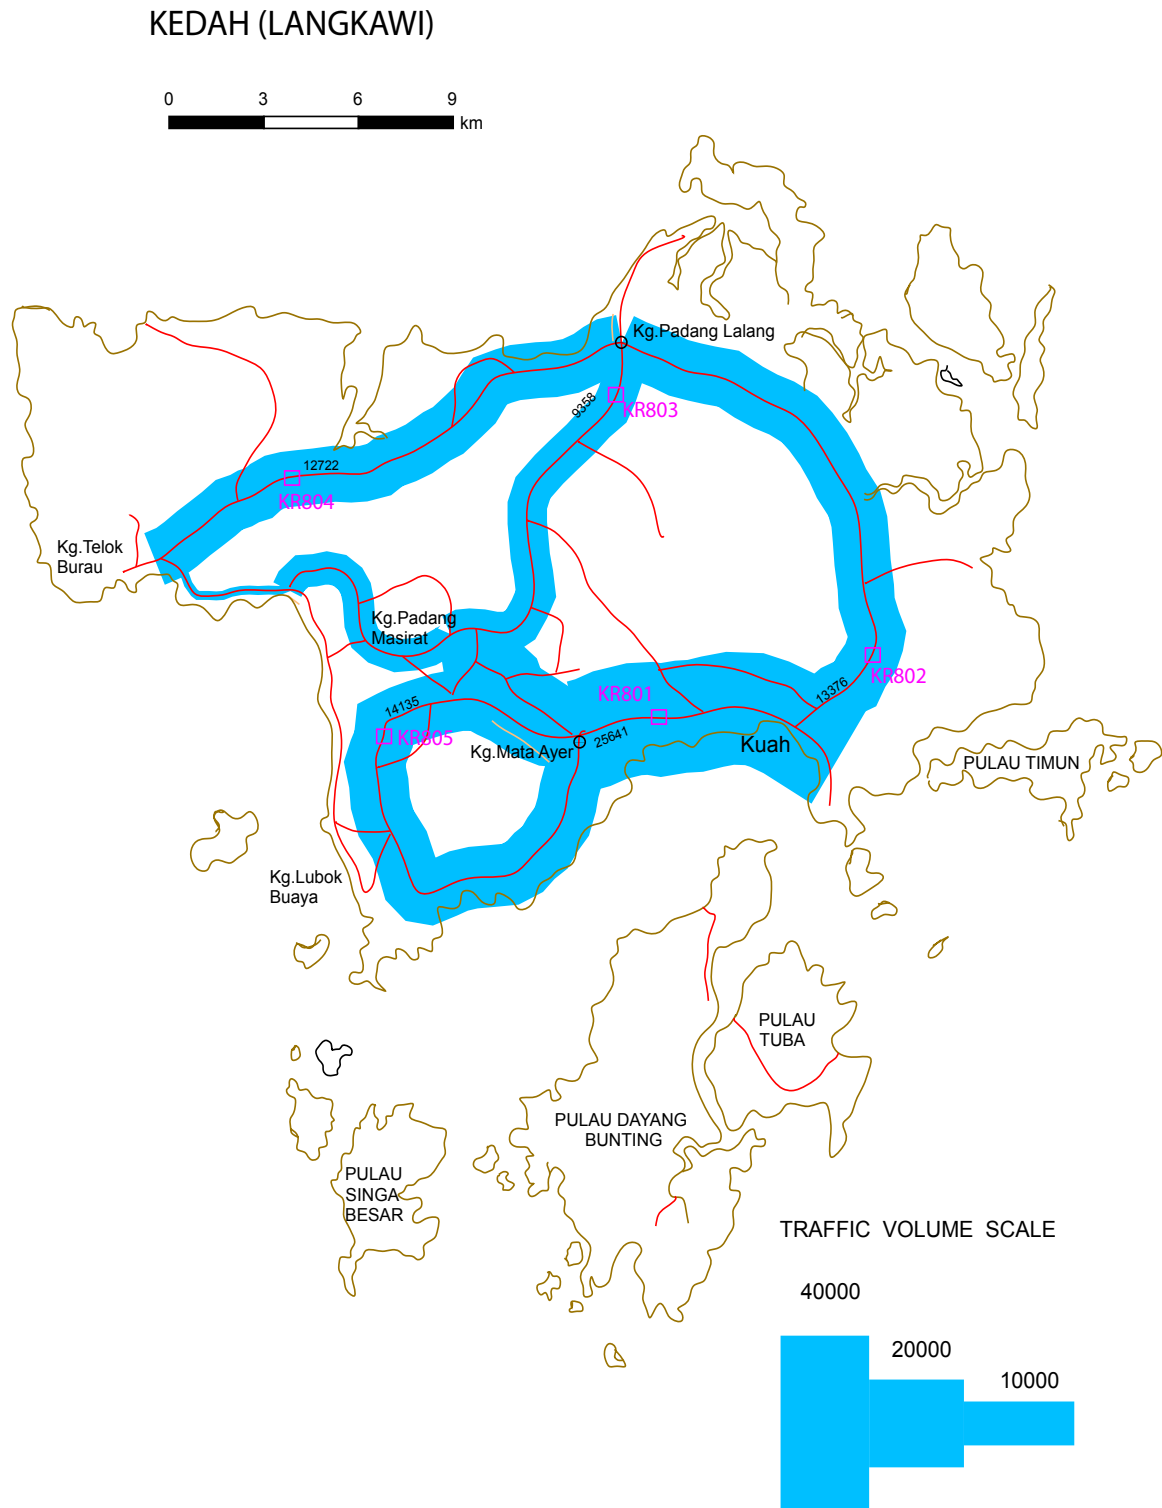 KEDAH (LANGKAWI)
0 3 6 9
km
Kg.Padang Lalang
9358
KR803
12722
KR804
Kg.Telok
Burau
Kg.Padang
Masirat
KR802
13376
KR801
14135
KR805
25641
Kg.Mata Ayer
Kuah
PULAU TIMUN
Kg.Lubok
Buaya
PULAU
TUBA
PULAU DAYANG
BUNTING
PULAU
SINGA
BESAR
TRAFFIC VOLUME SCALE
40000
20000
10000